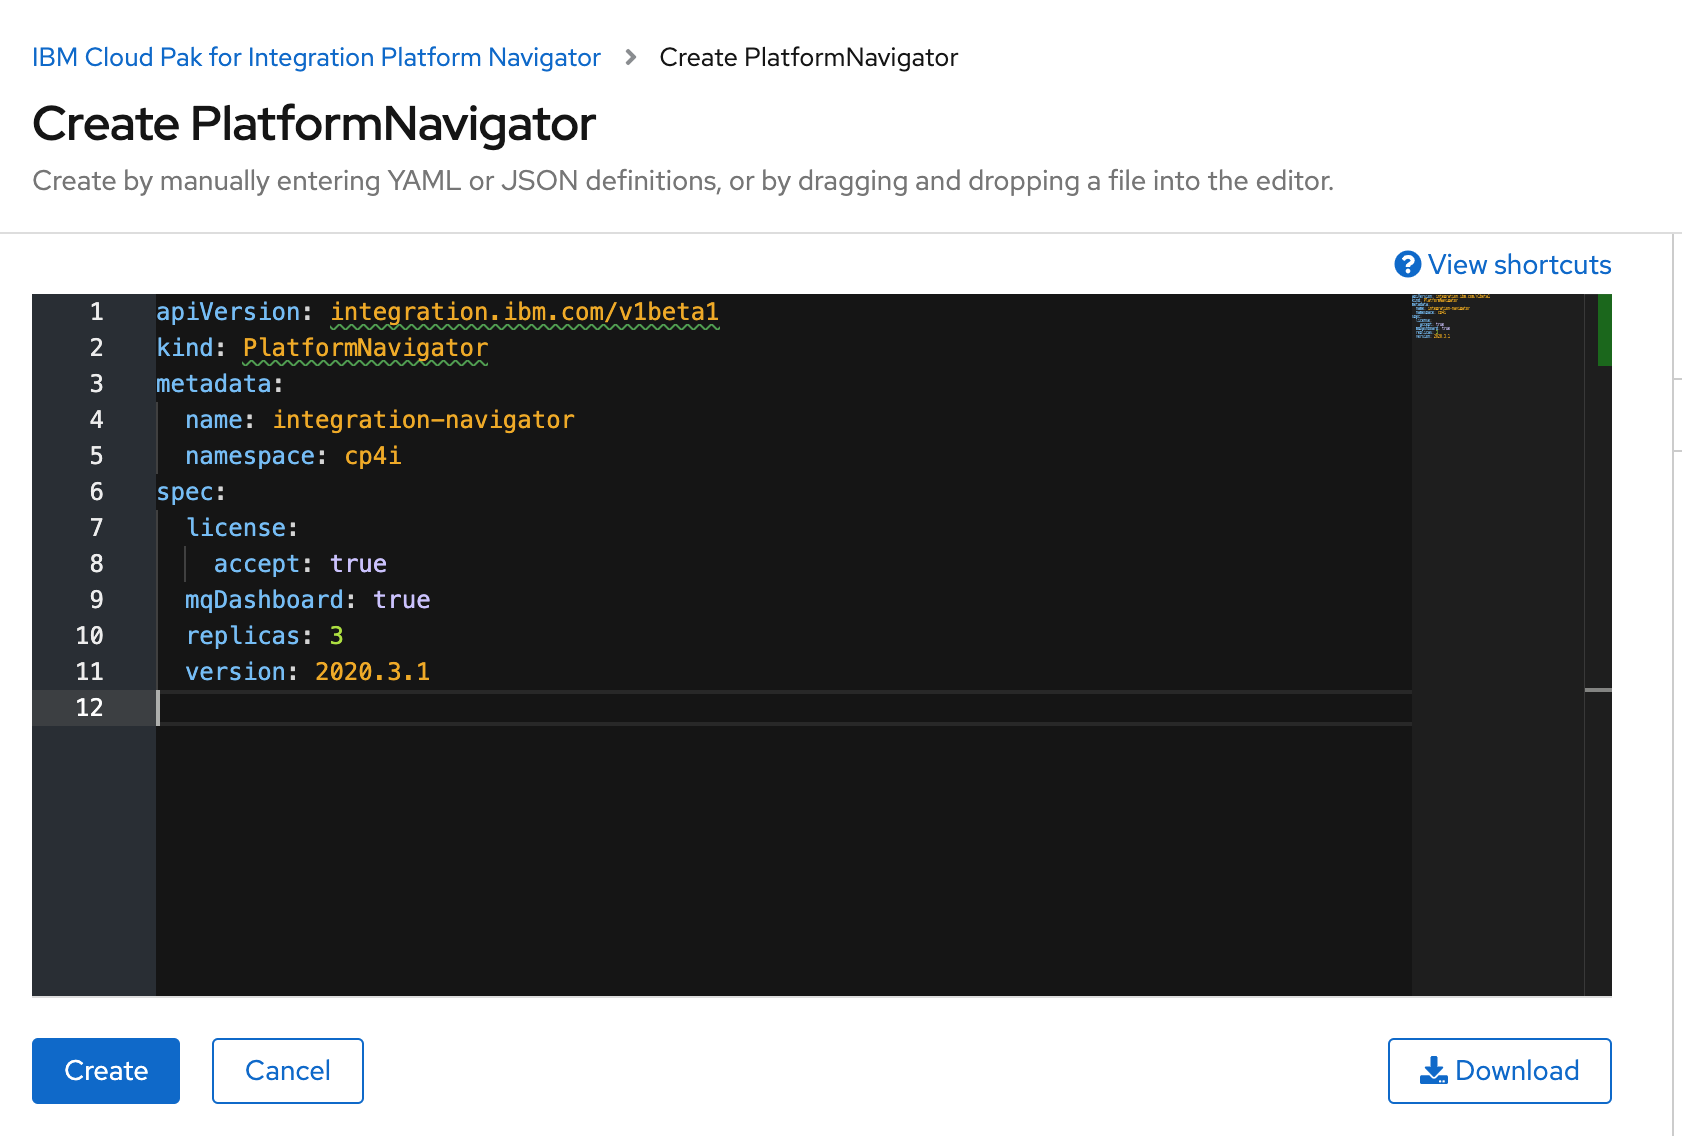 IBM Cloud Pak for Integration Platform Navigator > Create PlatformNavigator
Create PlatformNavigator
Create by manually entering YAML or JSON definitions, or by dragging and dropping a file into the editor.
View shortcuts
1 apiVersion: integration.ibm.com/v1beta1
2 kind: PlatformNavigator
3 metadata:
4 name: integration-navigator
5 namespace: cp4i
6 spec:
7 license:
8 accept: true
9 mqDashboard: true
10 replicas: 3
11 version: 2020.3.1
12
Create Cancel Download